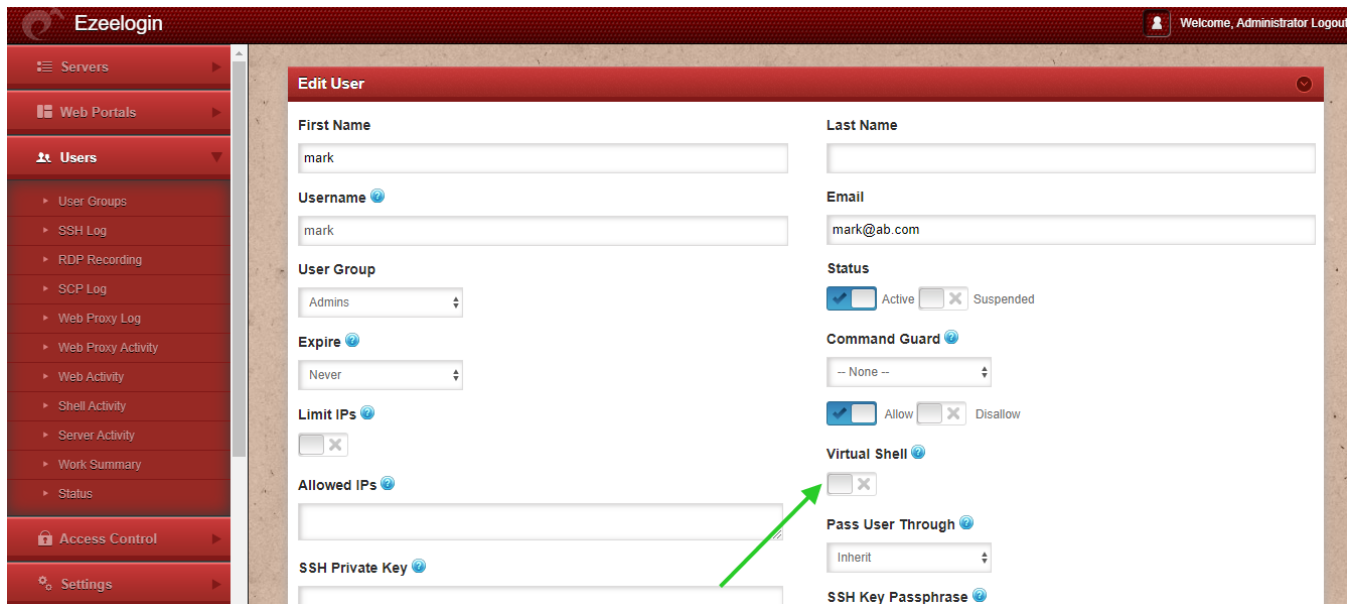 Ezeelogin
Welcome, Administrator Logout
Servers
Web Portals
Users
User Groups
SSH Log
RDP Recording
SCP Log
Web Proxy Log
Web Proxy Activity
Web Activity
Shell Activity
Server Activity
Work Summary
Status
Access Control
Settings
Edit User
First Name
mark
Last Name
Username
mark
Email
mark@ab.com
User Group
Admins
Status
Active Suspended
Expire
Never
Command Guard
-- None --
Limit IPs
Allow Disallow
Virtual Shell
Allowed IPs
Pass User Through
Inherit
SSH Private Key
SSH Key Passphrase